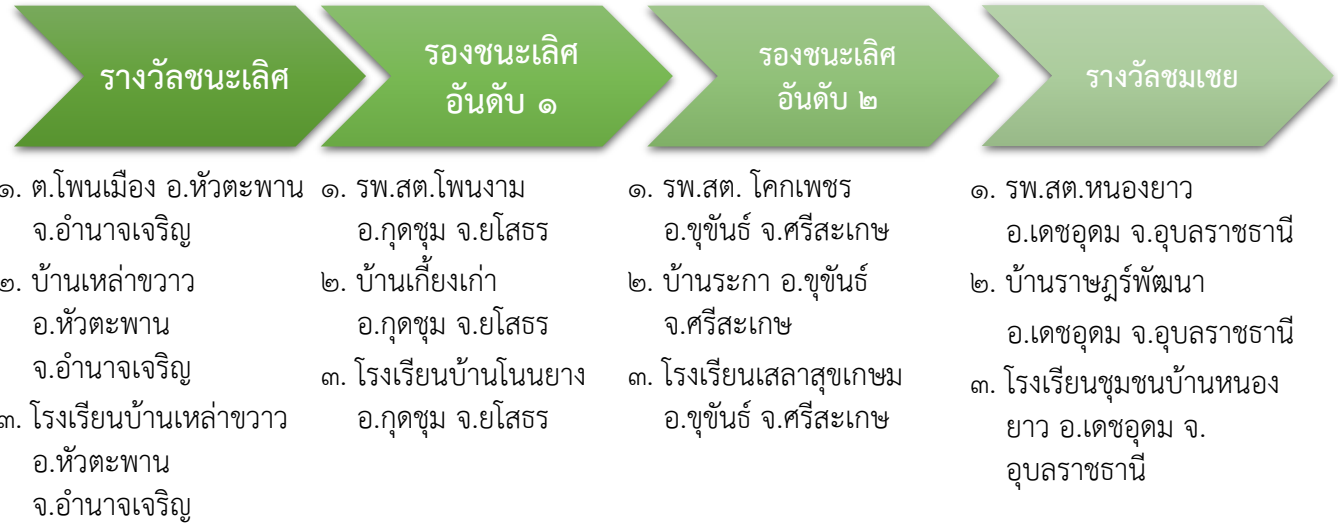 รางวัลชนะเลิศ
รองชนะเลิศ
อันดับ ๑
รองชนะเลิศ
อันดับ ๒
รางวัลชมเชย
๑. ต.โพนเมือง อ.หัวตะพาน
จ.อำนาจเจริญ
๒. บ้านเหล่าขวาว
อ.หัวตะพาน
จ.อำนาจเจริญ
๓. โรงเรียนบ้านเหล่าขวาว
อ.หัวตะพาน
จ.อำนาจเจริญ
๑. รพ.สต.โพนงาม
อ.กุดชุม จ.ยโสธร
๒. บ้านเกี้ยงเก่า
อ.กุดชุม จ.ยโสธร
๓. โรงเรียนบ้านโนนยาง
อ.กุดชุม จ.ยโสธร
๑. รพ.สต. โคกเพชร
อ.ขุขันธ์ จ.ศรีสะเกษ
๒. บ้านระกา อ.ขุขันธ์
จ.ศรีสะเกษ
๓. โรงเรียนเสลาสุขเกษม
อ.ขุขันธ์ จ.ศรีสะเกษ
๑. รพ.สต.หนองยาว
อ.เดชอุดม จ.อุบลราชธานี
๒. บ้านราษฎร์พัฒนา
อ.เดชอุดม จ.อุบลราชธานี
๓. โรงเรียนชุมชนบ้านหนอง
ยาว อ.เดชอุดม จ.
อุบลราชธานี